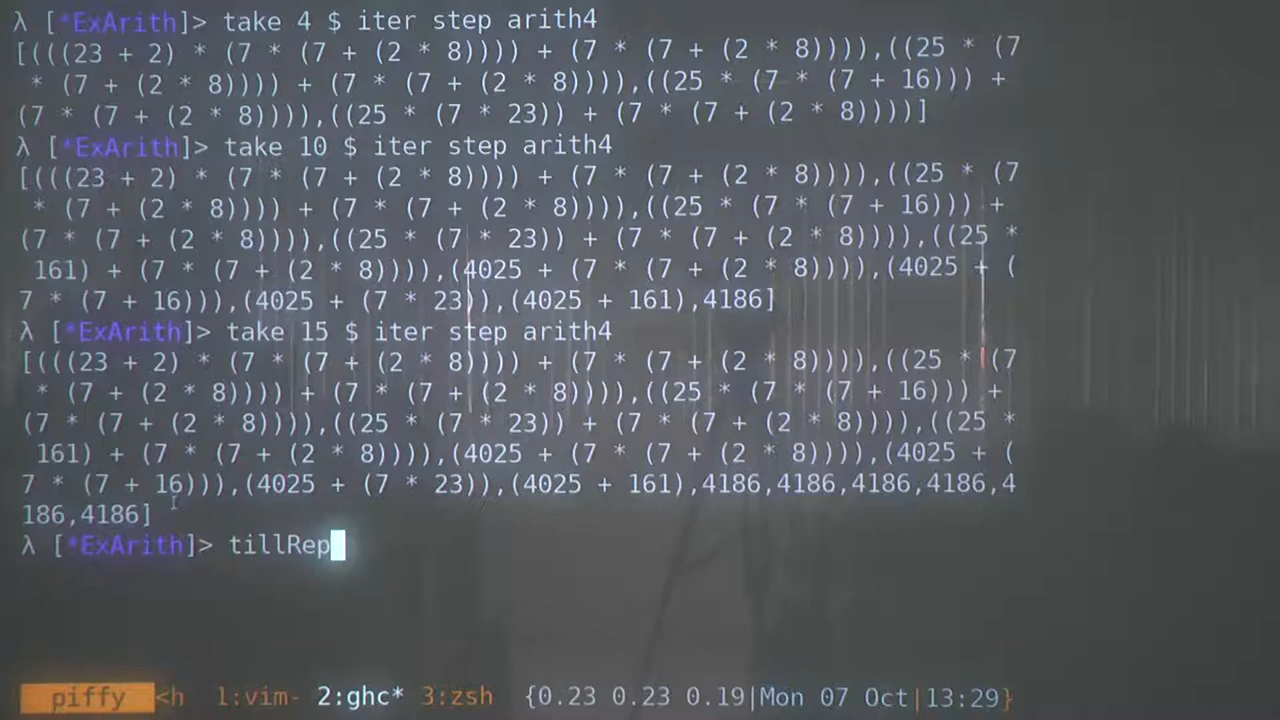 λ [*ExArith]> take 4 $ iter step arith4
[(((23 + 2) * (7 * (7 + (2 * 8)))) + (7 * (7 + (2 * 8)))),((25 * (7
 * (7 + (2 * 8)))) + (7 * (7 + (2 * 8)))),((25 * (7 * (7 + 16))) +
(7 * (7 + (2 * 8)))),((25 * (7 * 23)) + (7 * (7 + (2 * 8))))]
λ [*ExArith]> take 10 $ iter step arith4
[(((23 + 2) * (7 * (7 + (2 * 8)))) + (7 * (7 + (2 * 8)))),((25 * (7
 * (7 + (2 * 8)))) + (7 * (7 + (2 * 8)))),((25 * (7 * (7 + 16))) +
(7 * (7 + (2 * 8)))),((25 * (7 * 23)) + (7 * (7 + (2 * 8)))),((25 *
 161) + (7 * (7 + (2 * 8)))),(4025 + (7 * (7 + (2 * 8)))),(4025 + (
7 * (7 + 16))),(4025 + (7 * 23)),(4025 + 161),4186]
λ [*ExArith]> take 15 $ iter step arith4
[(((23 + 2) * (7 * (7 + (2 * 8)))) + (7 * (7 + (2 * 8)))),((25 * (7
 * (7 + (2 * 8)))) + (7 * (7 + (2 * 8)))),((25 * (7 * (7 + 16))) +
(7 * (7 + (2 * 8)))),((25 * (7 * 23)) + (7 * (7 + (2 * 8)))),((25 *
 161) + (7 * (7 + (2 * 8)))),(4025 + (7 * (7 + (2 * 8)))),(4025 + (
7 * (7 + 16))),(4025 + (7 * 23)),(4025 + 161),4186,4186,4186,4186,4
186,4186]
λ [*ExArith]> tillRep
piffy <h 1:vim- 2:ghc* 3:zsh {0.23 0.23 0.19|Mon 07 Oct|13:29}